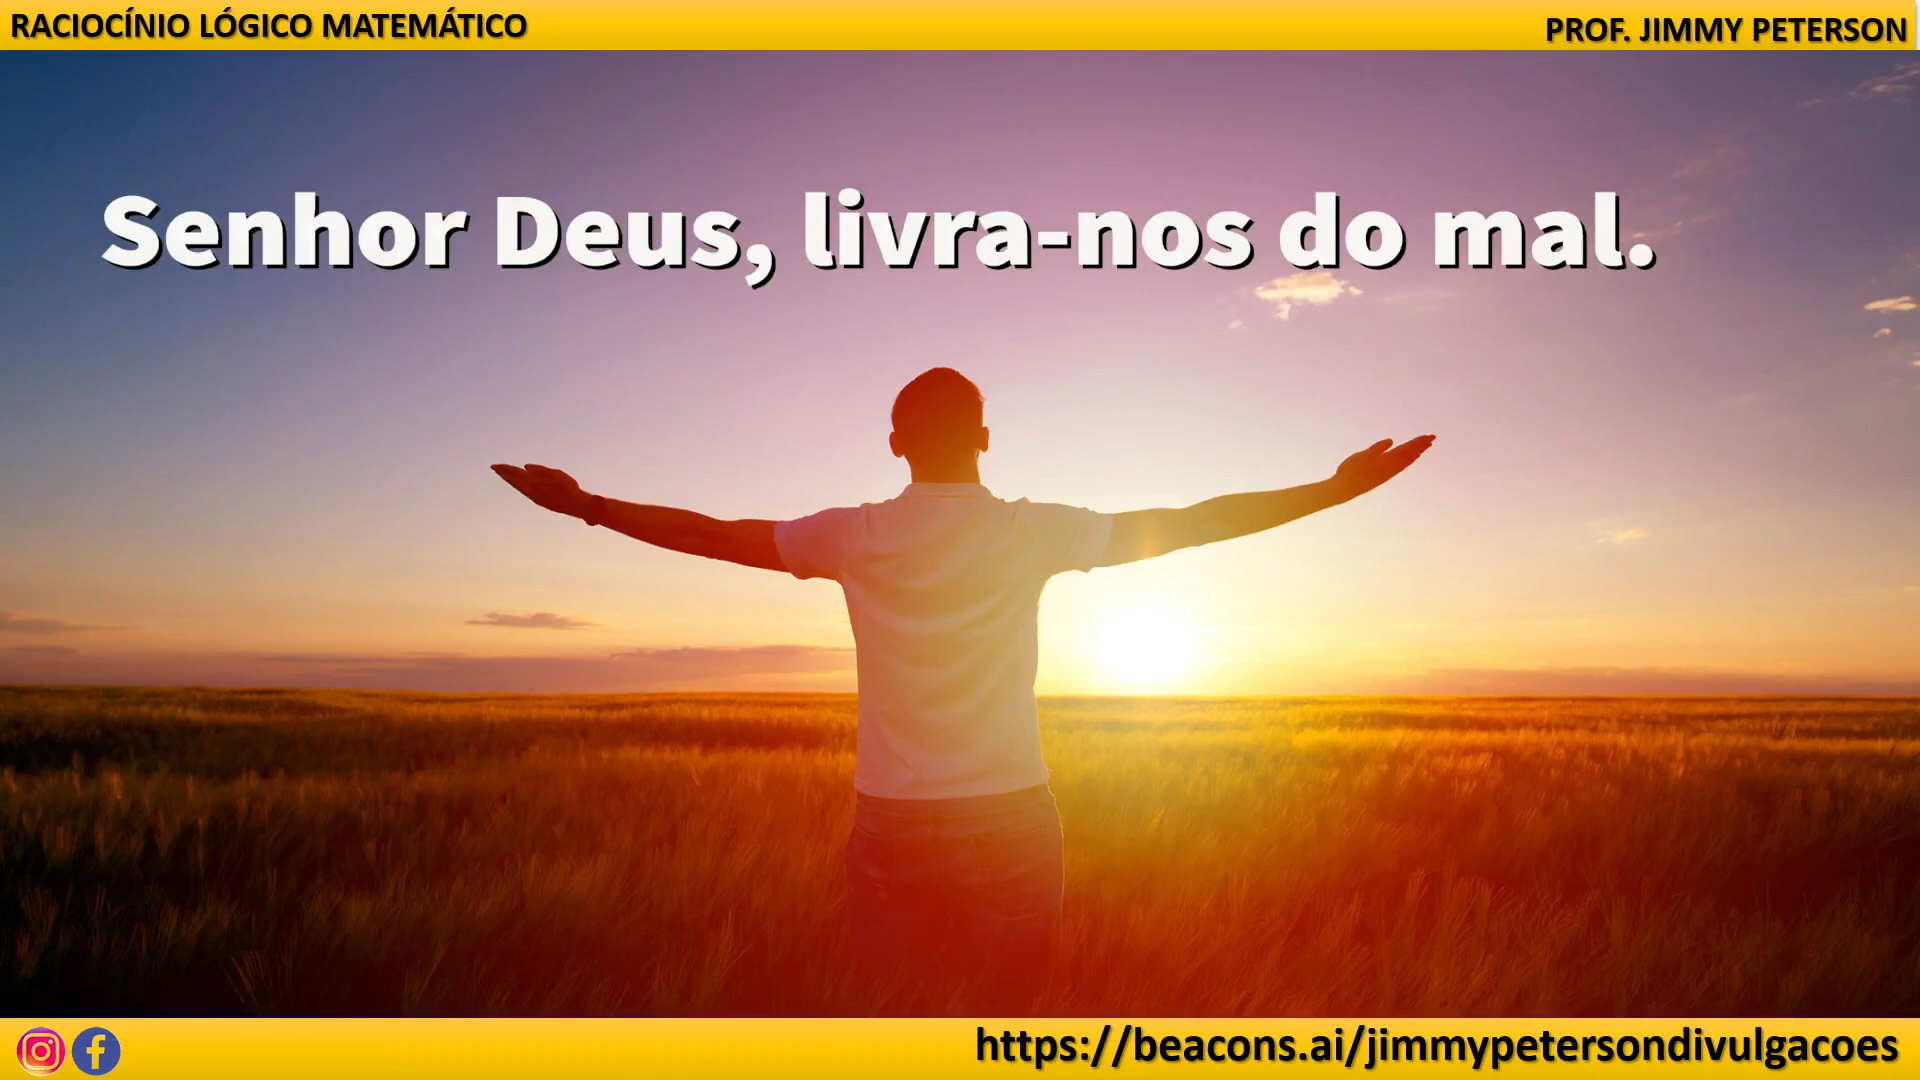 RACIOCÍNIO LÓGICO MATEMÁTICO
PROF. JIMMY PETERSON
Senhor Deus, livra-nos do mal.
https://beacons.ai/jimmypetersondivulgacoes